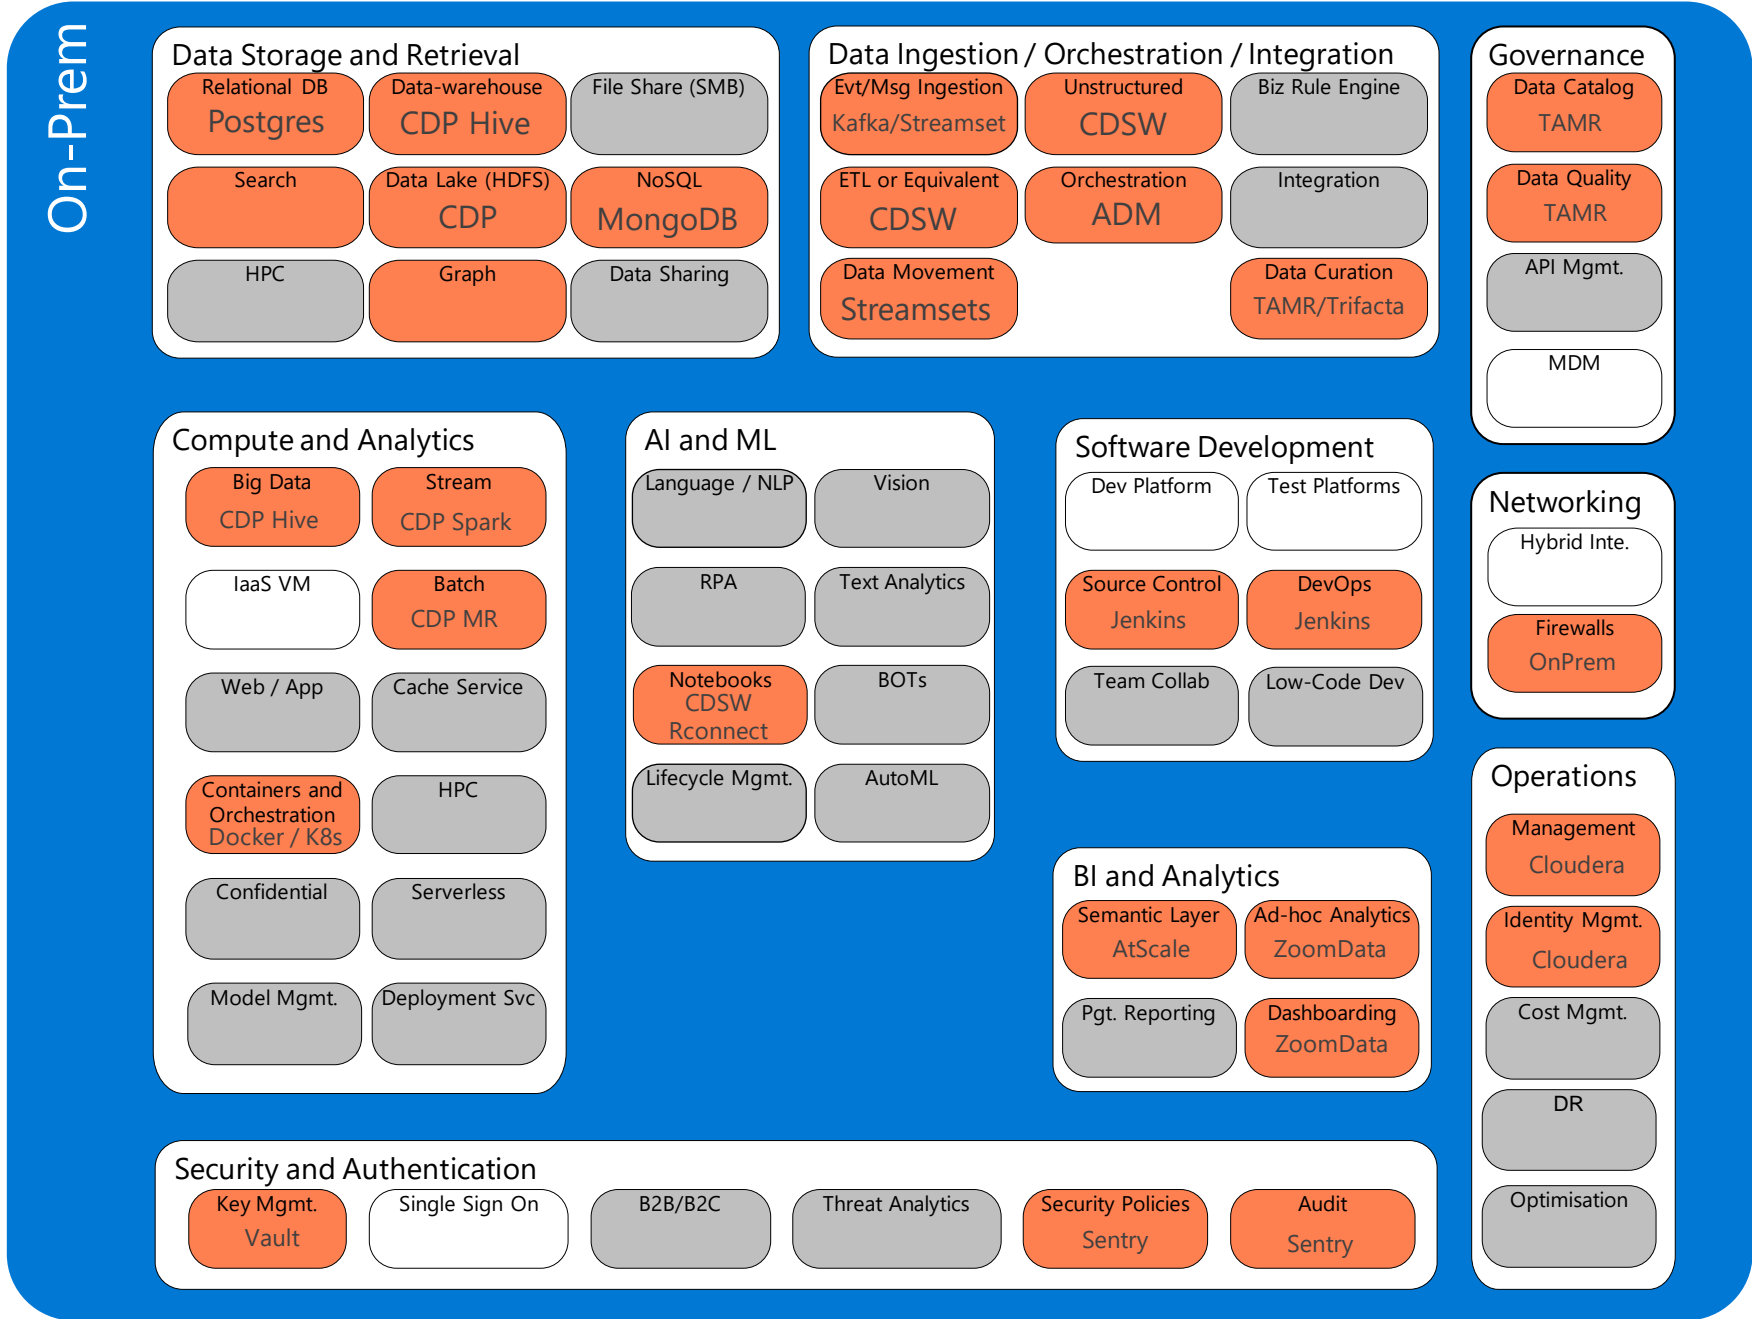 On-Prem
Data Storage and Retrieval
Relational DB
Postgres
Data-warehouse
CDP Hive
File Share (SMB)
Search
Data Lake (HDFS)
CDP
NoSQL
MongoDB
HPC
Graph
Data Sharing
Data Ingestion / Orchestration / Integration
Evt/Msg Ingestion
Kafka/Streamset
Unstructured
CDSW
Biz Rule Engine
ETL or Equivalent
CDSW
Orchestration
ADM
Integration
Data Movement
Streamsets
Data Curation
TAMR/Trifacta
Governance
Data Catalog
TAMR
Data Quality
TAMR
API Mgmt.
MDM
Compute and Analytics
Big Data
CDP Hive
Stream
CDP Spark
IaaS VM
Batch
CDP MR
Web / App
Cache Service
Containers and
Orchestration
Docker / K8s
HPC
Confidential
Serverless
Model Mgmt.
Deployment Svc
AI and ML
Language / NLP
Vision
RPA
Text Analytics
Notebooks
CDSW
Rconnect
BOTs
Lifecycle Mgmt.
AutoML
Software Development
Dev Platform
Test Platforms
Source Control
Jenkins
DevOps
Jenkins
Team Collab
Low-Code Dev
Networking
Hybrid Inte.
Firewalls
OnPrem
BI and Analytics
Semantic Layer
AtScale
Ad-hoc Analytics
ZoomData
Pgt. Reporting
Dashboarding
ZoomData
Operations
Management
Cloudera
Identity Mgmt.
Cloudera
Cost Mgmt.
DR
Optimisation
Security and Authentication
Key Mgmt.
Vault
Single Sign On
B2B/B2C
Threat Analytics
Security Policies
Sentry
Audit
Sentry